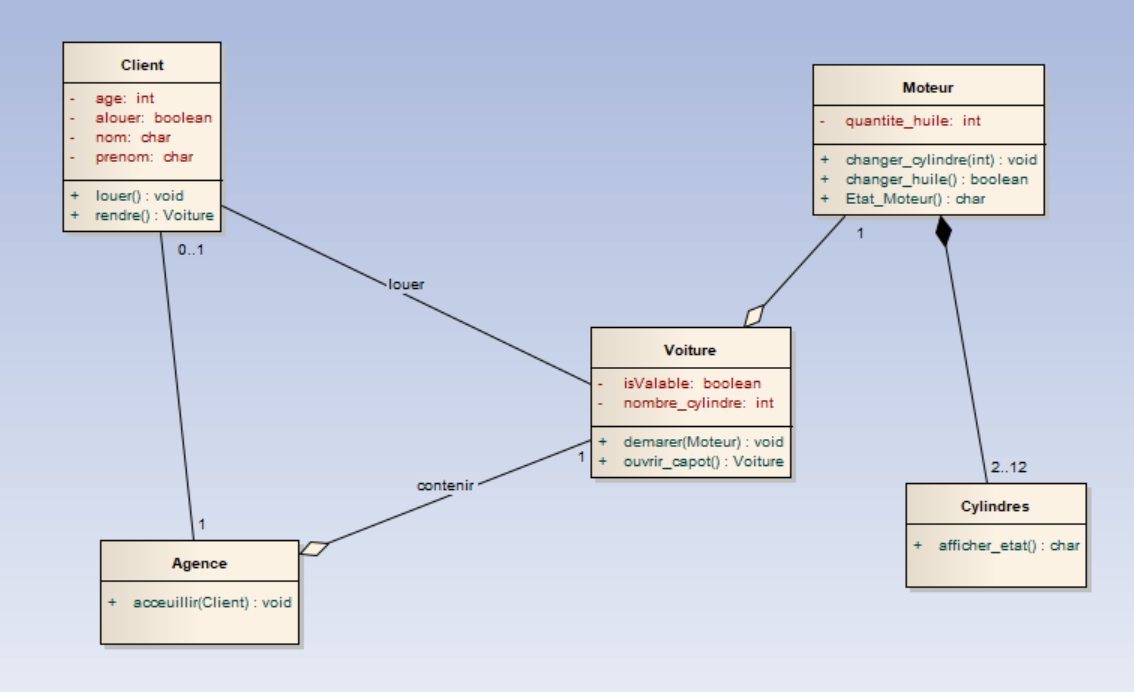 Client
- age: int
- alouer: boolean
- nom: char
- prenom: char
+ louer() : void
+ rendre() : Voiture
0..1
louer
Moteur
- quantite_huile: int
+ changer_cylindre(int) : void
+ changer_huile() : boolean
+ Etat_Moteur() : char
1
Voiture
- isValable: boolean
- nombre_cylindre: int
+ demarer(Moteur) : void
+ ouvrir_capot() : Voiture
1
contenir
2..12
Cylindres
+ afficher_etat() : char
1
Agence
+ acceuillir(Client) : void